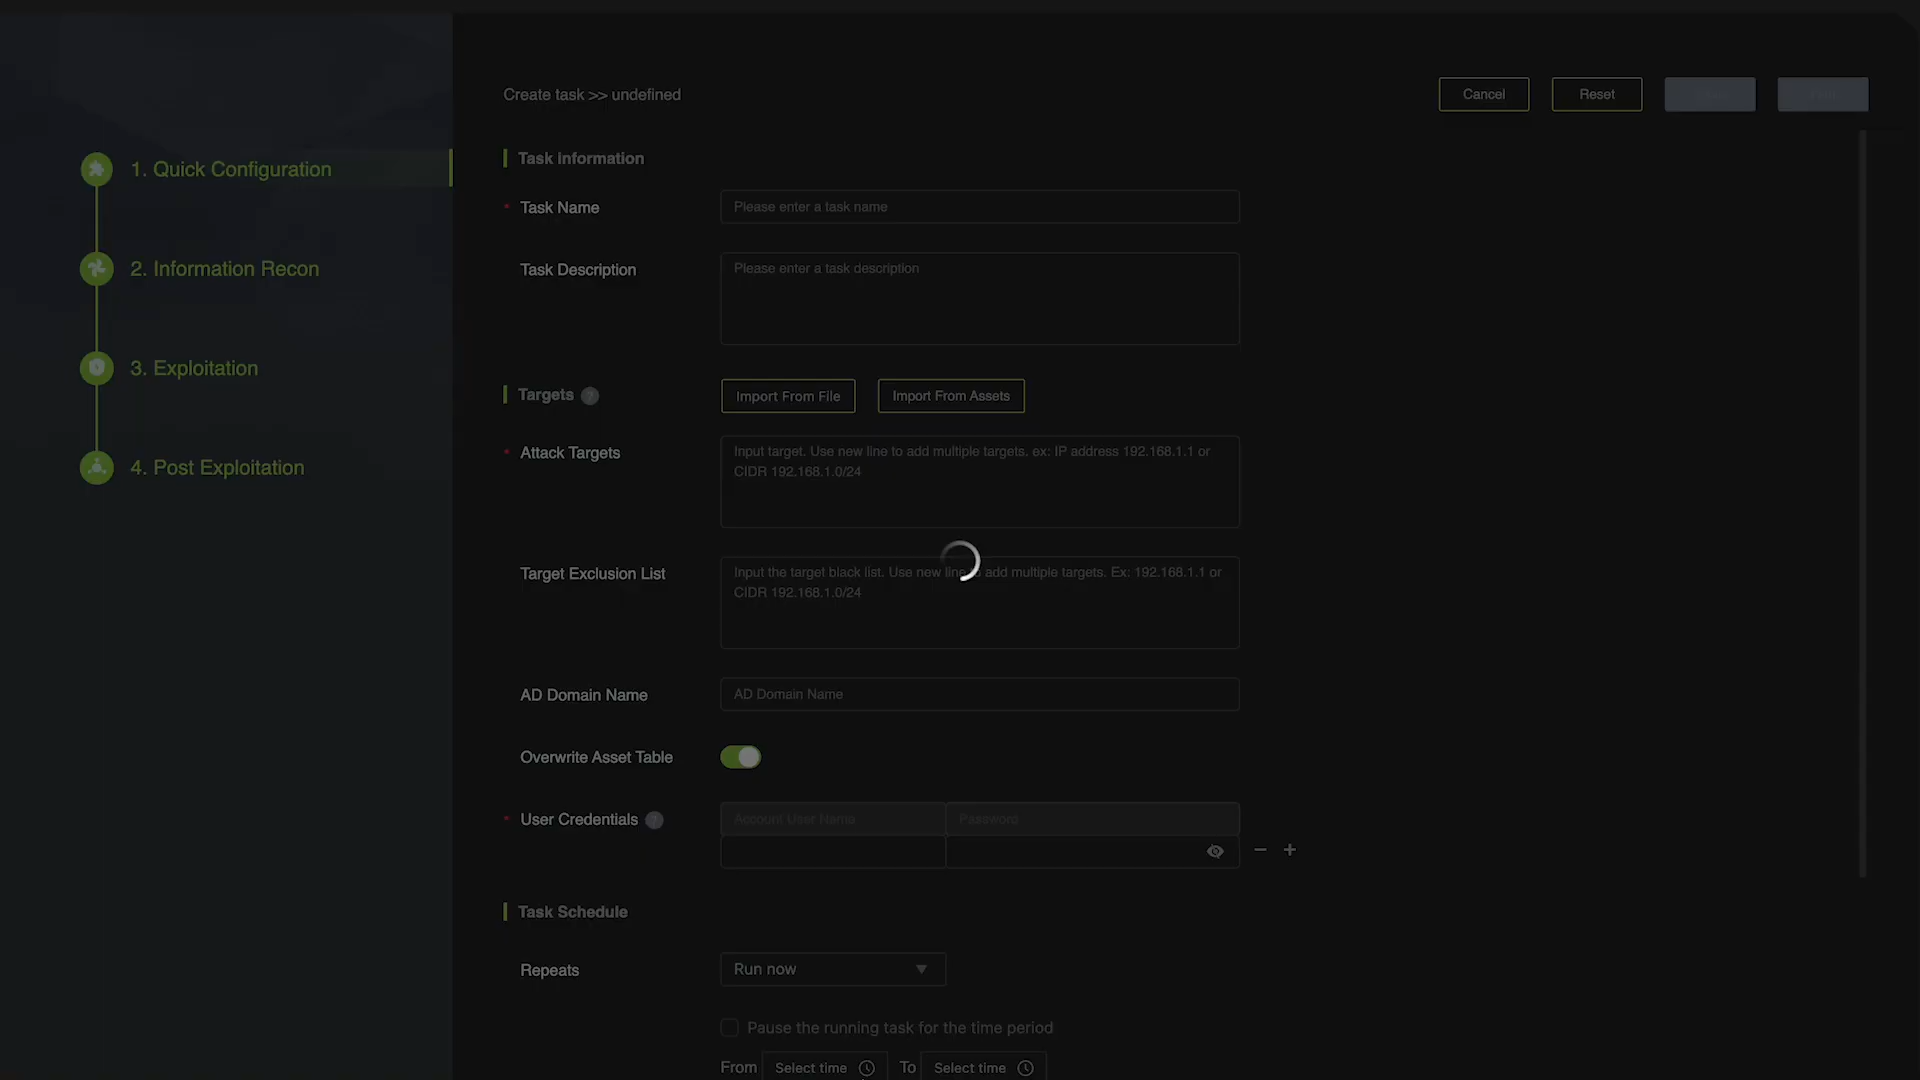 Create task >> undefined
Cancel
Reset
1. Quick Configuration
2. Information Recon
3. Exploitation
4. Post Exploitation
Task Information
* Task Name
Please enter a task name
Task Description
Please enter a task description
Targets ?
Import From File
Import From Assets
* Attack Targets
Input target. Use new line to add multiple targets. ex: IP address 192.168.1.1 or
CIDR 192.168.1.0/24
Target Exclusion List
Input the target black list. Use new line to add multiple targets. Ex: 192.168.1.1 or
CIDR 192.168.1.0/24
AD Domain Name
AD Domain Name
Overwrite Asset Table
* User Credentials ?
Account User Name
Password
Task Schedule
Repeats
Run now
Pause the running task for the time period
From Select time To Select time